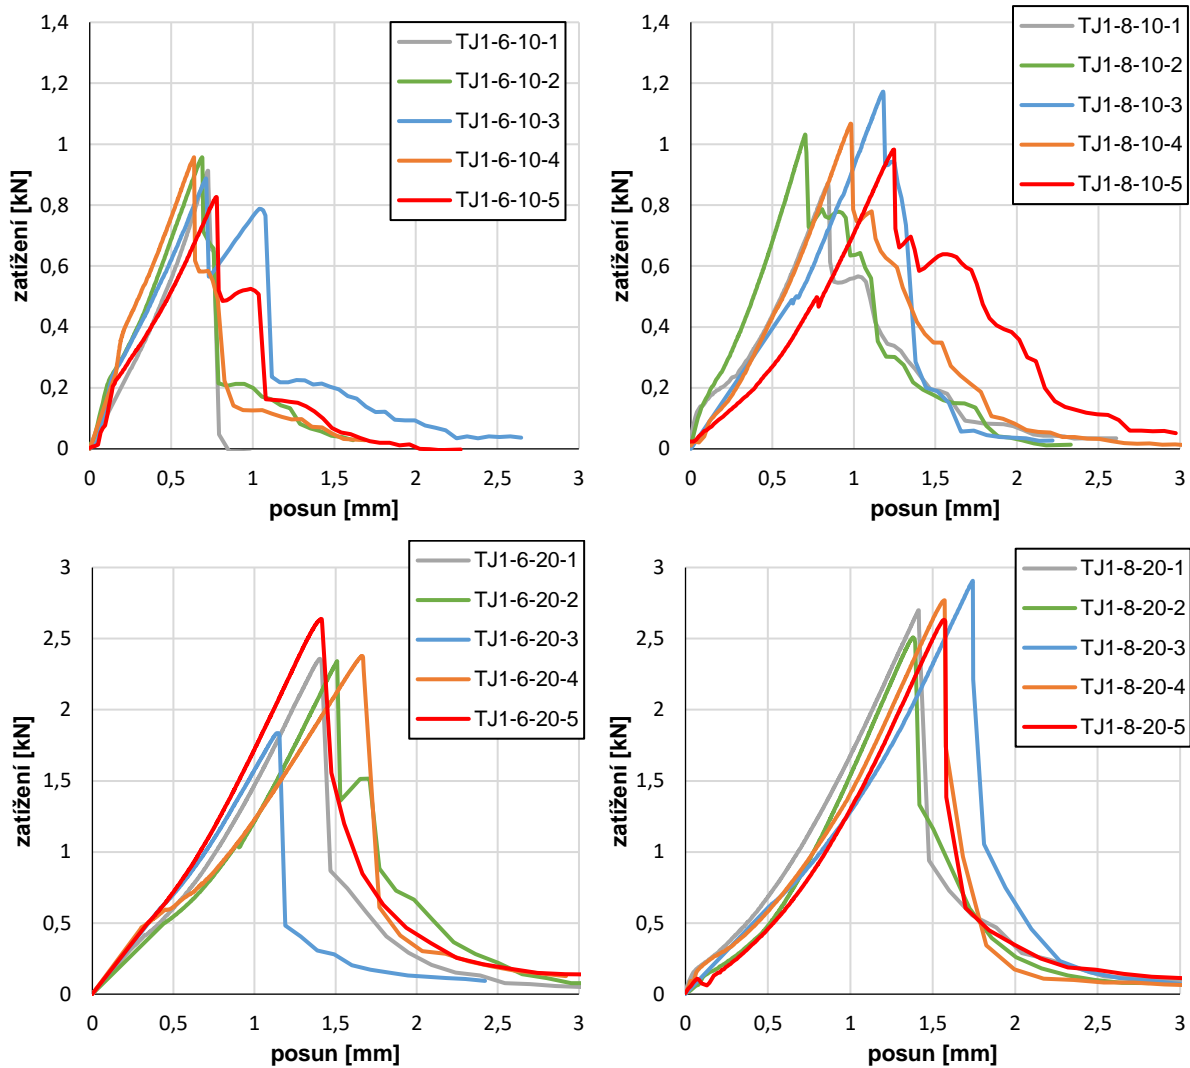 1,4
1,2
1
0,8
0,6
0,4
0,2
0
zatížení [kN]
0
0,5
1
1,5
2
2,5
3
posun [mm]
TJ1-6-10-1
TJ1-6-10-2
TJ1-6-10-3
TJ1-6-10-4
TJ1-6-10-5
1,4
1,2
1
0,8
0,6
0,4
0,2
0
zatížení [kN]
0
0,5
1
1,5
2
2,5
3
posun [mm]
TJ1-8-10-1
TJ1-8-10-2
TJ1-8-10-3
TJ1-8-10-4
TJ1-8-10-5
3
2,5
2
1,5
1
0,5
0
zatížení [kN]
0
0,5
1
1,5
2
2,5
3
posun [mm]
TJ1-6-20-1
TJ1-6-20-2
TJ1-6-20-3
TJ1-6-20-4
TJ1-6-20-5
3
2,5
2
1,5
1
0,5
0
zatížení [kN]
0
0,5
1
1,5
2
2,5
3
posun [mm]
TJ1-8-20-1
TJ1-8-20-2
TJ1-8-20-3
TJ1-8-20-4
TJ1-8-20-5